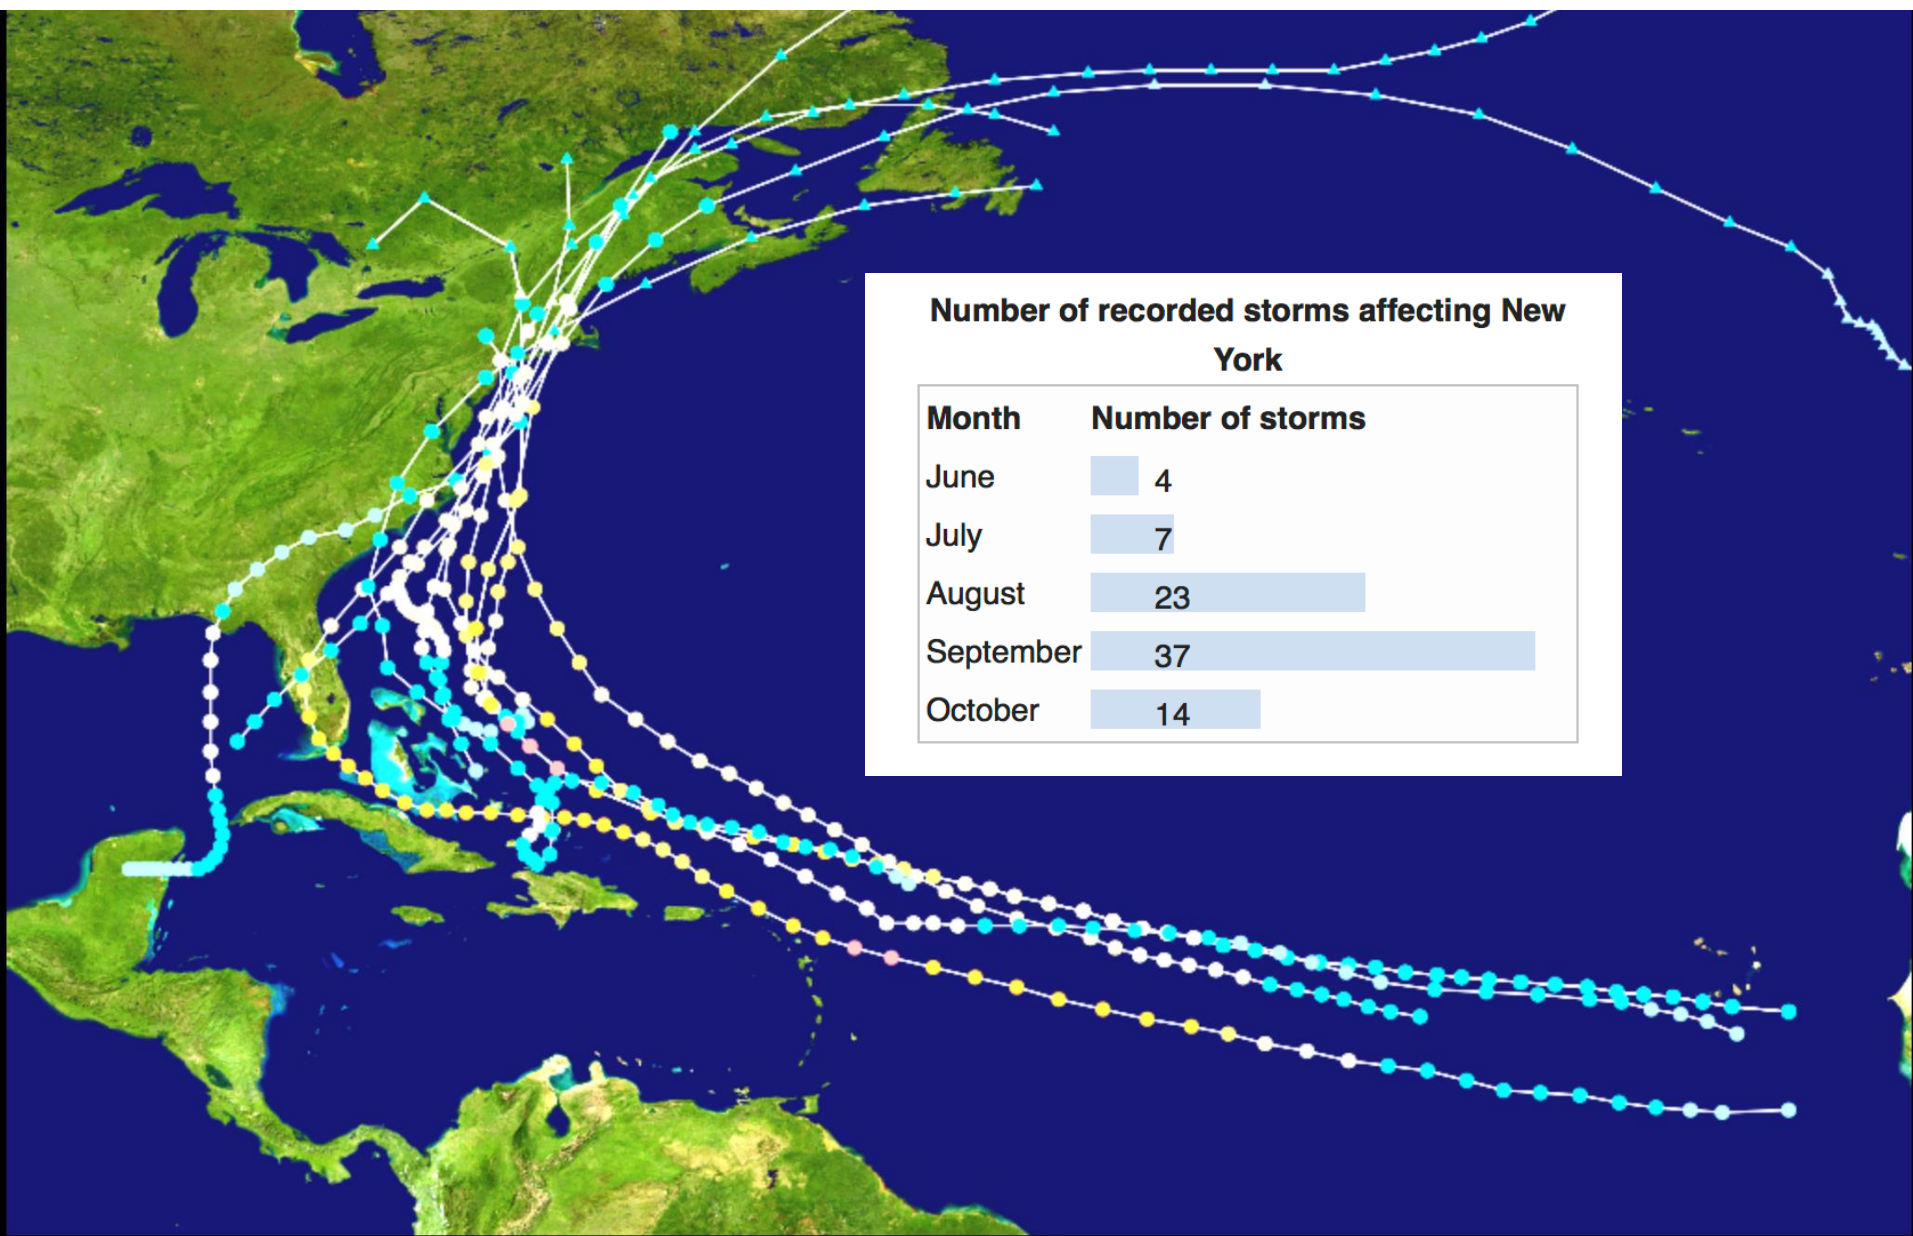 Number of recorded storms affecting New
York
Month Number of storms
June 4
July 7
August 23
September 37
October 14